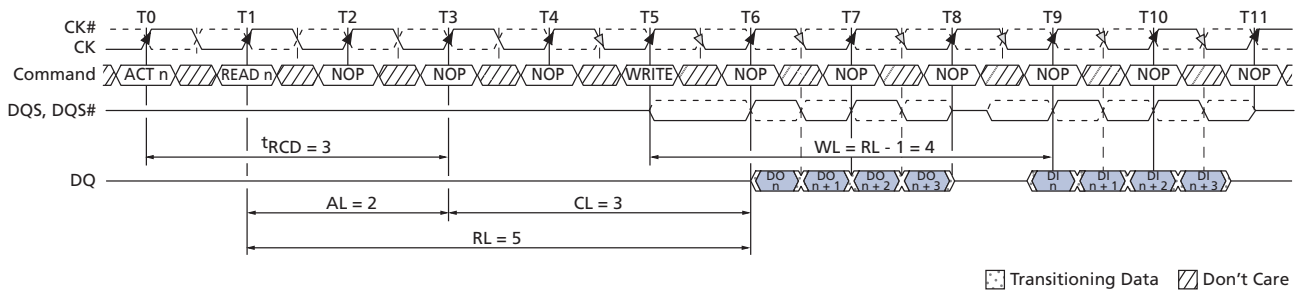 T0 T1 T2 T3 T4 T5 T6 T7 T8 T9 T10 T11
CK#
CK
Command ACT n READ n NOP NOP NOP WRITE NOP NOP NOP NOP NOP NOP
DQS, DQS#
tRCD = 3 WL = RL - 1 = 4
DQ DO n DO n + 1 DO n + 2 DO n + 3 DI n DI n + 1 DI n + 2 DI n + 3
AL = 2 CL = 3
RL = 5
Transitioning Data Don't Care